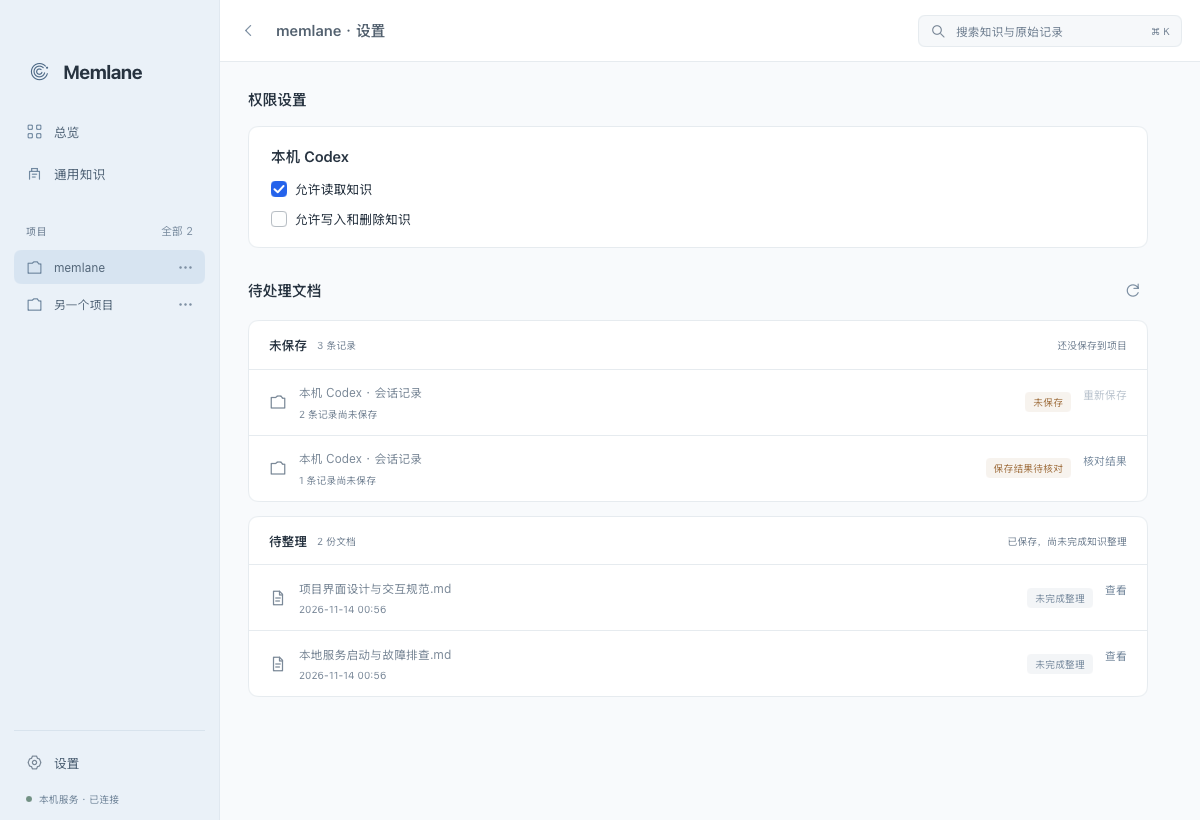 Memlane
总览
通用知识
项目 全部 2
memlane
另一个项目
设置
本机服务 · 已连接
memlane · 设置
搜索知识与原始记录 ⌘ K
权限设置
本机 Codex
允许读取知识
允许写入和删除知识
待处理文档
未保存 3 条记录 还没保存到项目
本机 Codex · 会话记录
2 条记录尚未保存
未保存 重新保存
本机 Codex · 会话记录
1 条记录尚未保存
保存结果待核对 核对结果
待整理 2 份文档 已保存，尚未完成知识整理
项目界面设计与交互规范.md
2026-11-14 00:56
未完成整理 查看
本地服务启动与故障排查.md
2026-11-14 00:56
未完成整理 查看